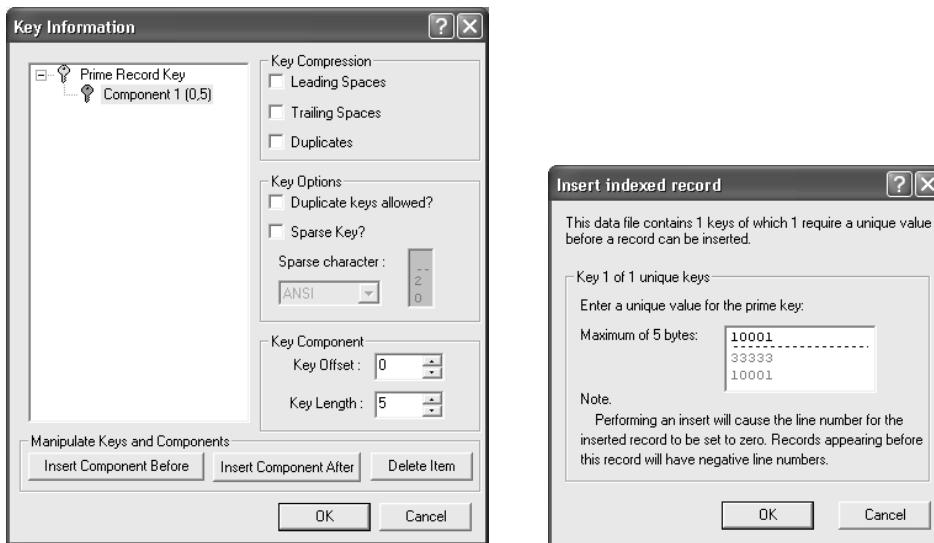 Key Information
Prime Record Key
Component 1 (0,5)
Key Compression
Leading Spaces
Trailing Spaces
Duplicates
Key Options
Duplicate keys allowed?
Sparse Key?
Sparse character :
ANSI
--
2
0
Key Component
Key Offset : 0
Key Length : 5
Manipulate Keys and Components
Insert Component Before Insert Component After Delete Item
OK Cancel
Insert indexed record
This data file contains 1 keys of which 1 require a unique value
before a record can be inserted.
Key 1 of 1 unique keys
Enter a unique value for the prime key:
Maximum of 5 bytes: 10001
33333
10001
Note.
Performing an insert will cause the line number for the
inserted record to be set to zero. Records appearing before
this record will have negative line numbers.
OK Cancel